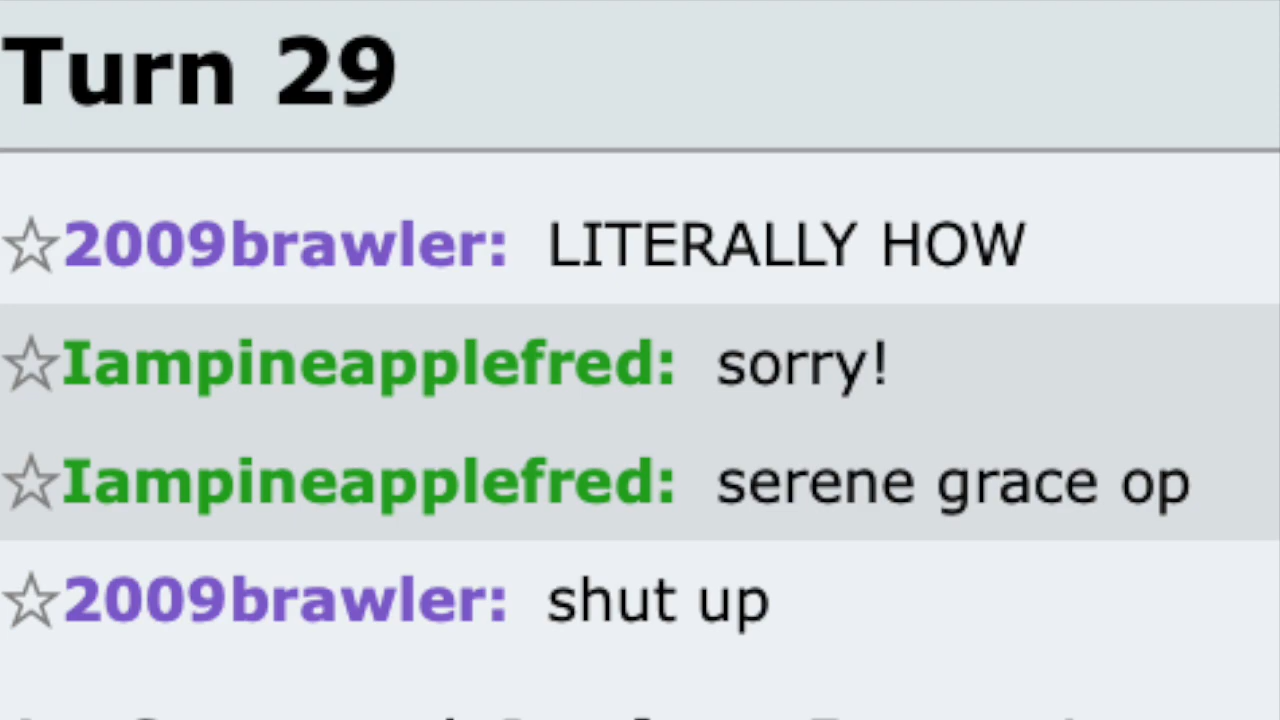 Turn 29
☆2009brawler: LITERALLY HOW
☆Iampineapplefred: sorry!
☆Iampineapplefred: serene grace op
☆2009brawler: shut up